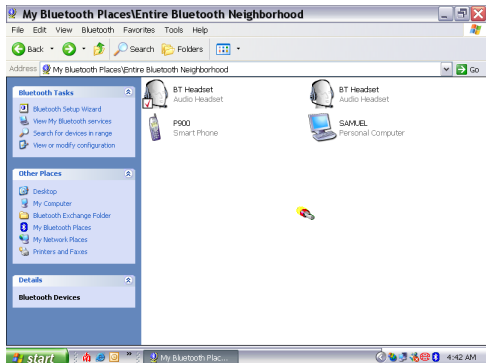 My Bluetooth Places\Entire Bluetooth Neighborhood
File Edit View Bluetooth Favorites Tools Help
Back Search Folders
Address My Bluetooth Places\Entire Bluetooth Neighborhood Go
Bluetooth Tasks
Bluetooth Setup Wizard
View My Bluetooth services
Search for devices in range
View or modify configuration
Other Places
Desktop
My Computer
Bluetooth Exchange Folder
My Bluetooth Places
My Network Places
Printers and Faxes
Details
Bluetooth Devices
BT Headset
Audio Headset
BT Headset
Audio Headset
P900
Smart Phone
SAMUEL
Personal Computer
start My Bluetooth Plac... 4:42 AM